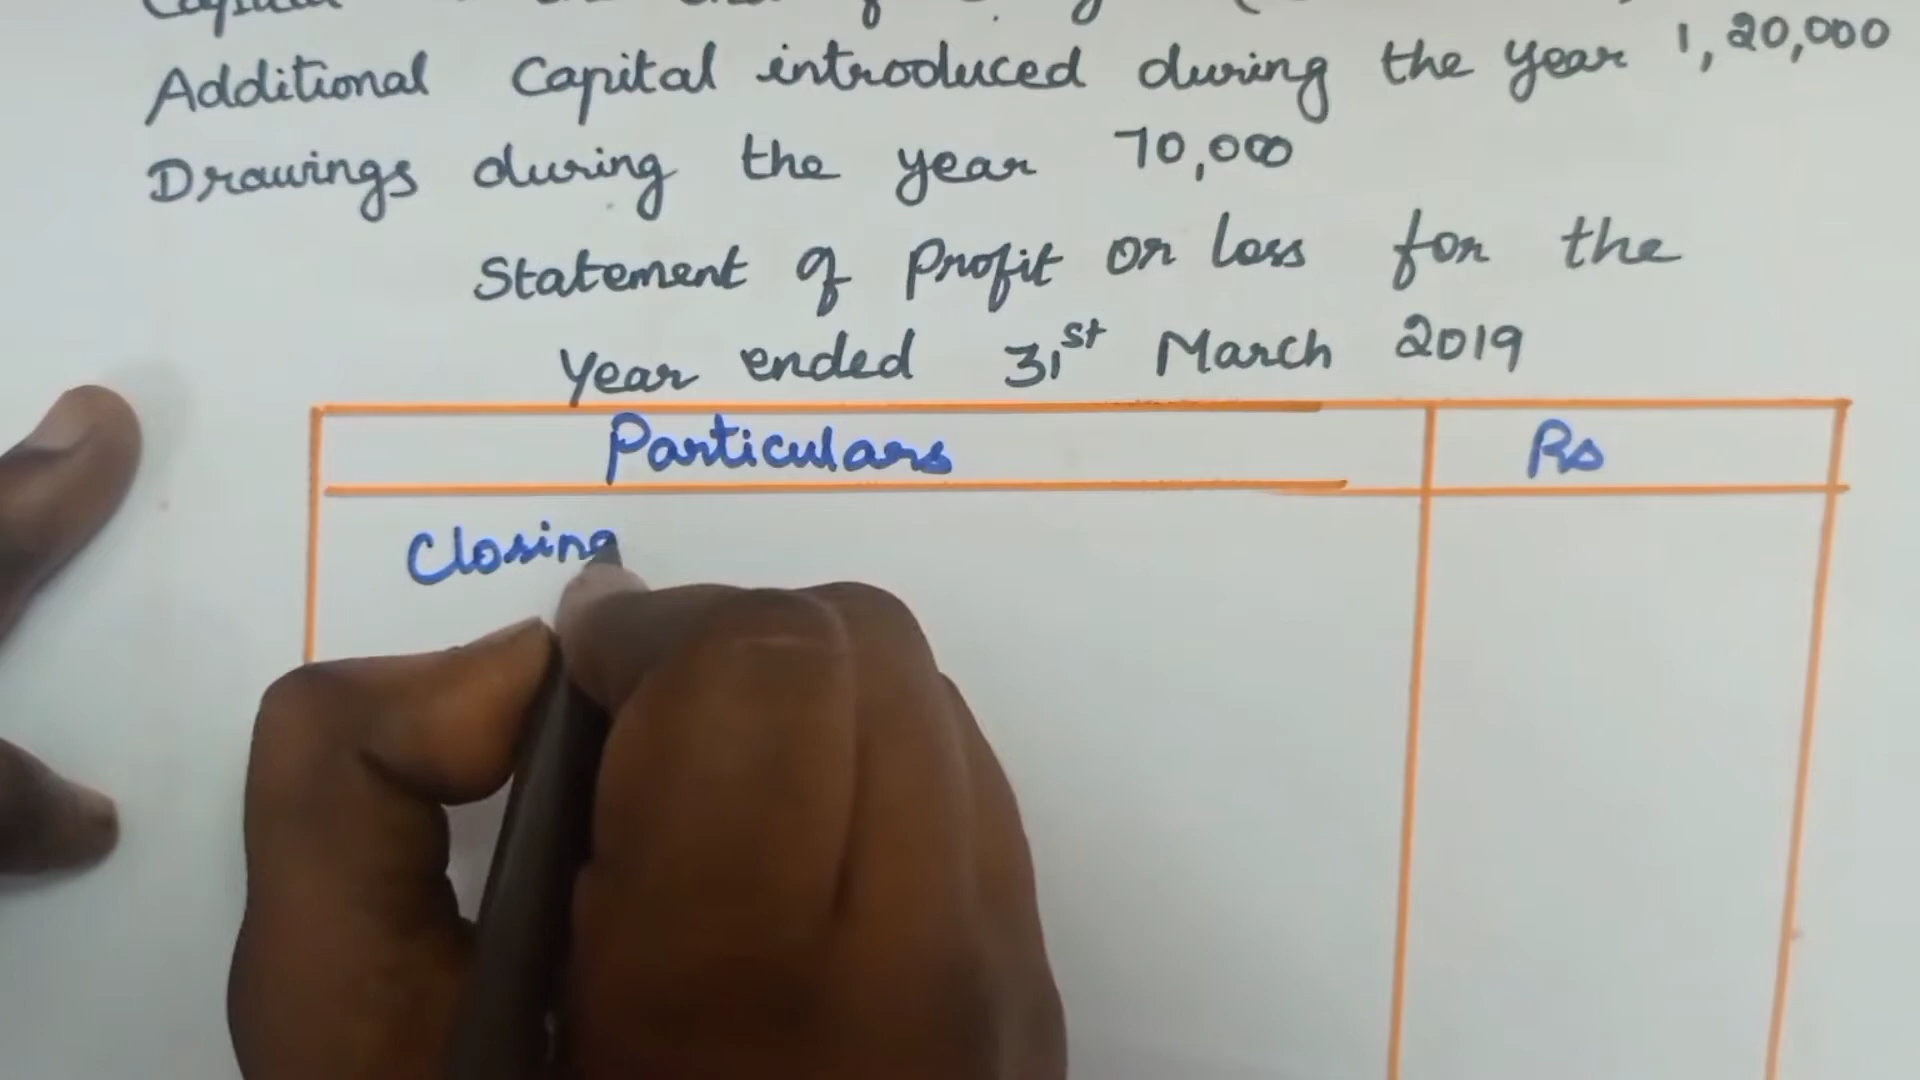 Capital
Additional Capital introduced during the year 1,20,000
Drawings during the year 70,000
Statement of Profit or loss for the
Year ended 31st March 2019
Particulars Rs
Closing